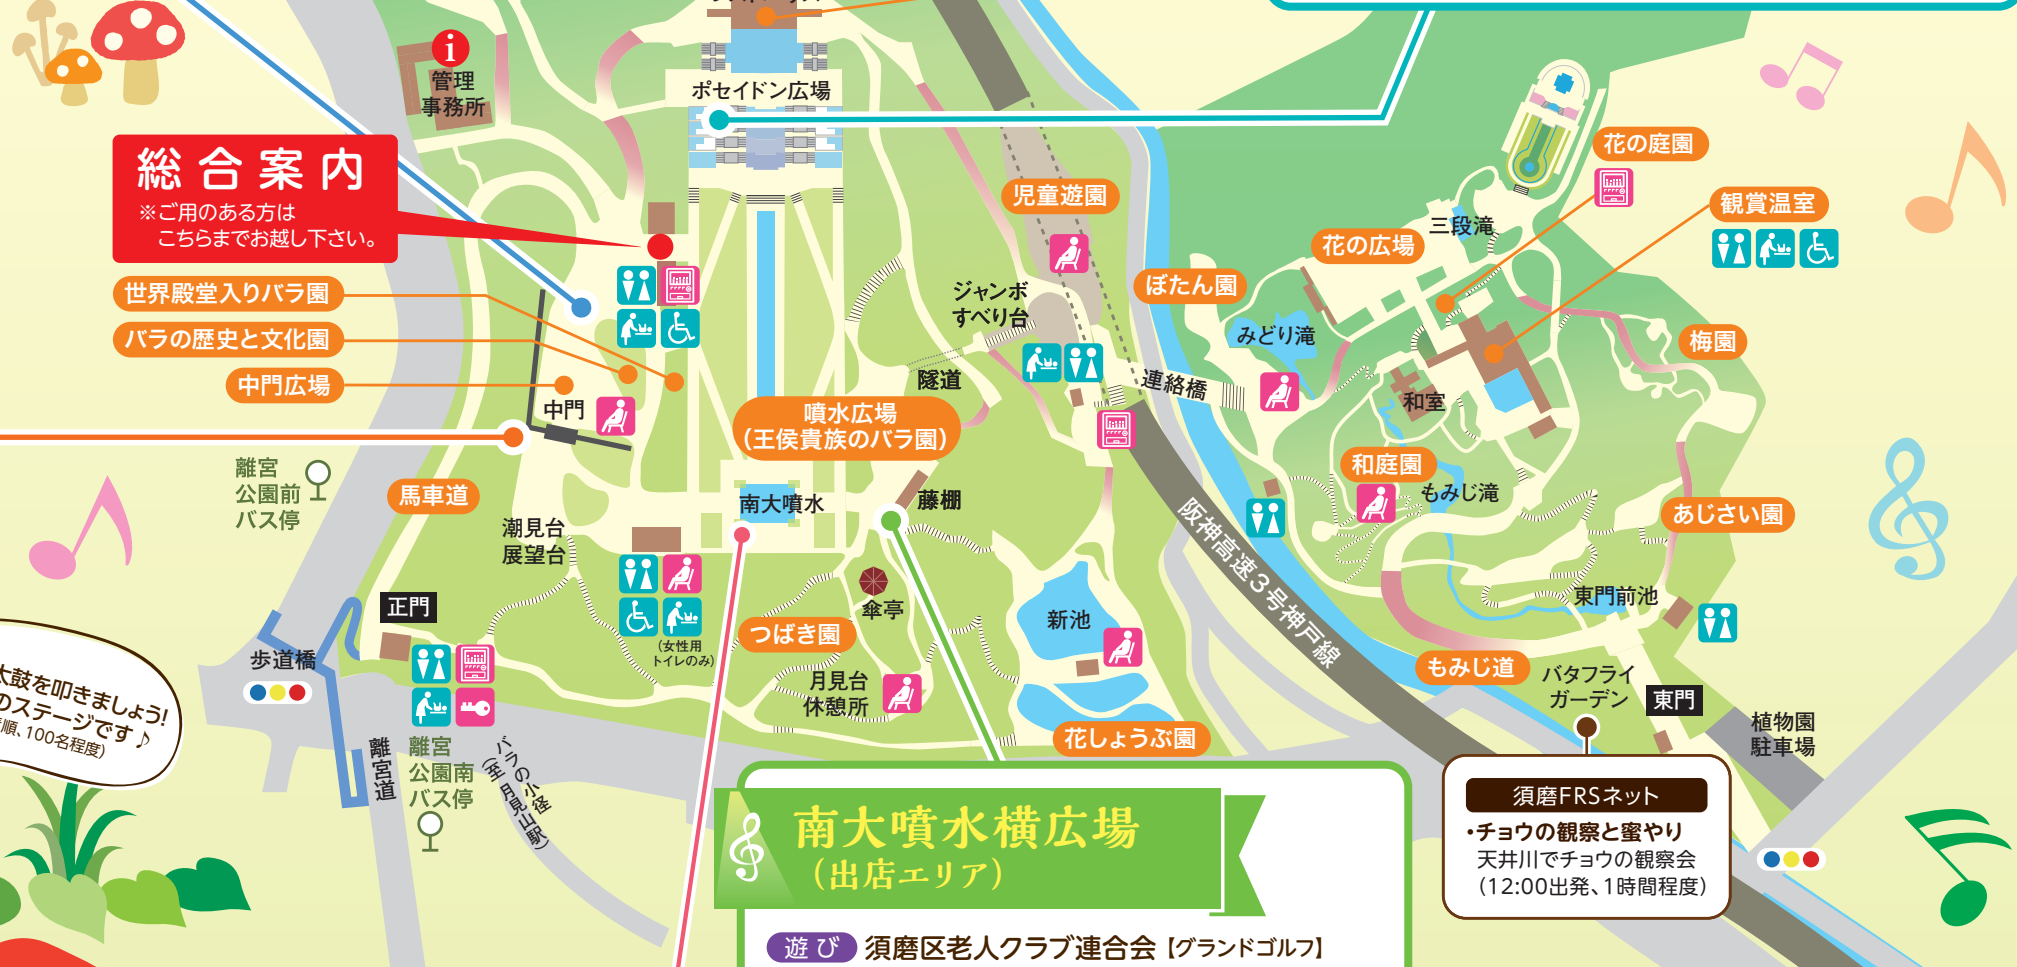 管理
事務所
ポセイドン広場
総合案内
※ご用のある方は
こちらまでお越し下さい。
世界殿堂入りバラ園
バラの歴史と文化園
中門広場
中門
離宮
公園前
バス停
馬車道
潮見台
展望台
正門
歩道橋
離宮道
離宮
公園南
バス停
バラの小径
(至月見山駅)
太鼓を叩きましょう!
のステージです♪
順、100名程度)
児童遊園
ジャンボ
すべり台
隧道
噴水広場
(王侯貴族のバラ園)
南大噴水
藤棚
傘亭
つばき園
(女性用
トイレのみ)
月見台
休憩所
新池
花しょうぶ園
連絡橋
阪神高速3号神戸線
ぼたん園
みどり滝
花の広場
三段滝
花の庭園
観賞温室
梅園
和室
和庭園
もみじ滝
あじさい園
東門前池
もみじ道
バタフライ
ガーデン
東門
植物園
駐車場
須磨FRSネット
・チョウの観察と蜜やり
天井川でチョウの観察会
(12:00出発、1時間程度)
南大噴水横広場
(出店エリア)
遊び 須磨区老人クラブ連合会【グランドゴルフ】